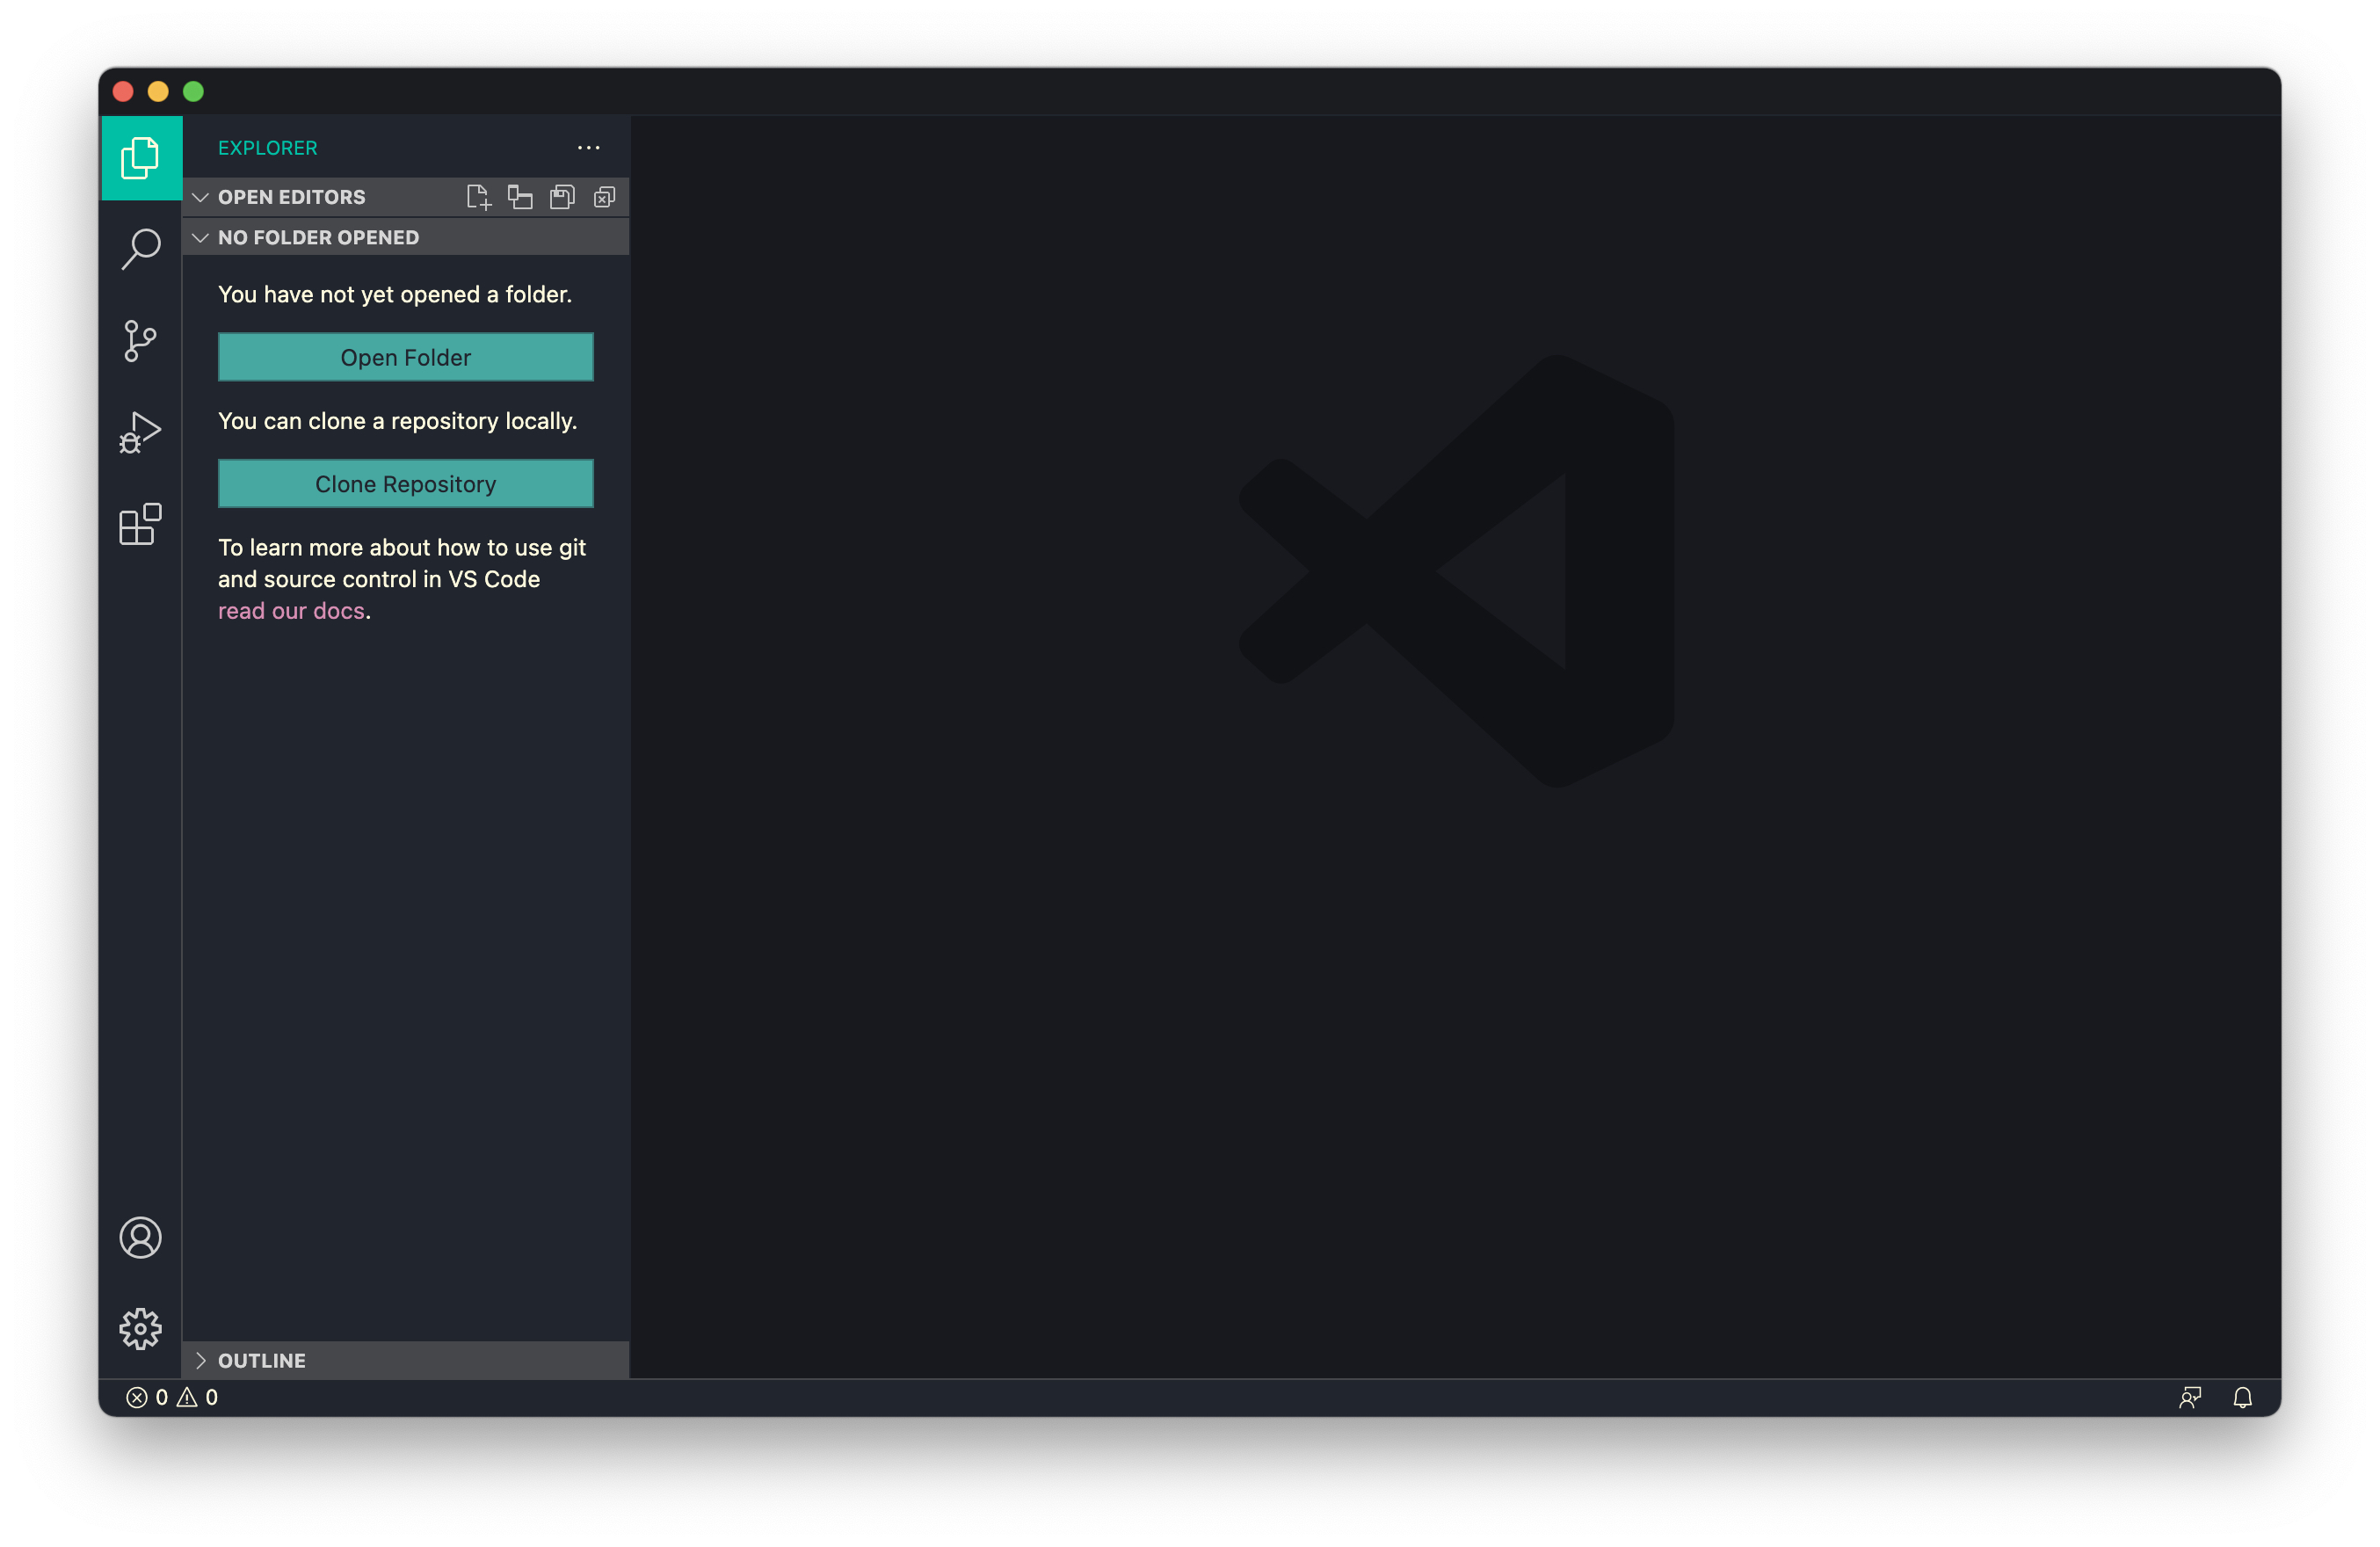 EXPLORER
OPEN EDITORS
NO FOLDER OPENED
You have not yet opened a folder.
Open Folder
You can clone a repository locally.
Clone Repository
To learn more about how to use git
and source control in VS Code
read our docs.
OUTLINE
0 0